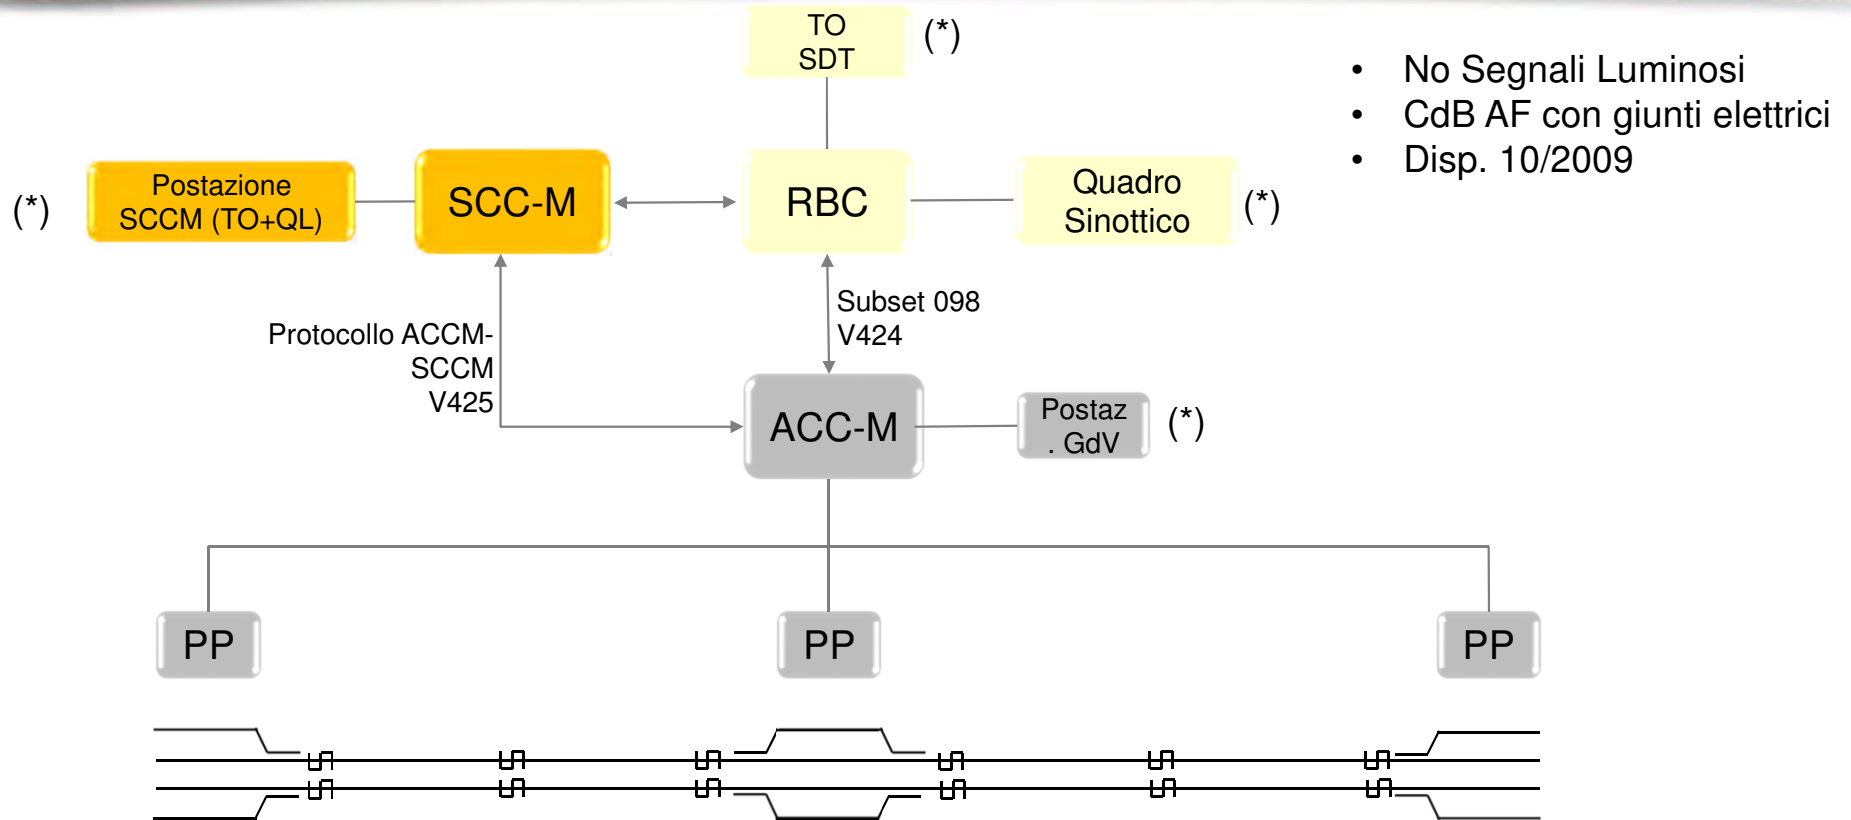 TO
SDT
(*)
• No Segnali Luminosi
• CdB AF con giunti elettrici
• Disp. 10/2009
(*)
Postazione
SCCM (TO+QL)
SCC-M
RBC
Quadro
Sinottico
(*)
Protocollo ACCM-
SCCM
V425
Subset 098
V424
ACC-M
Postaz
. GdV
(*)
PP
PP
PP